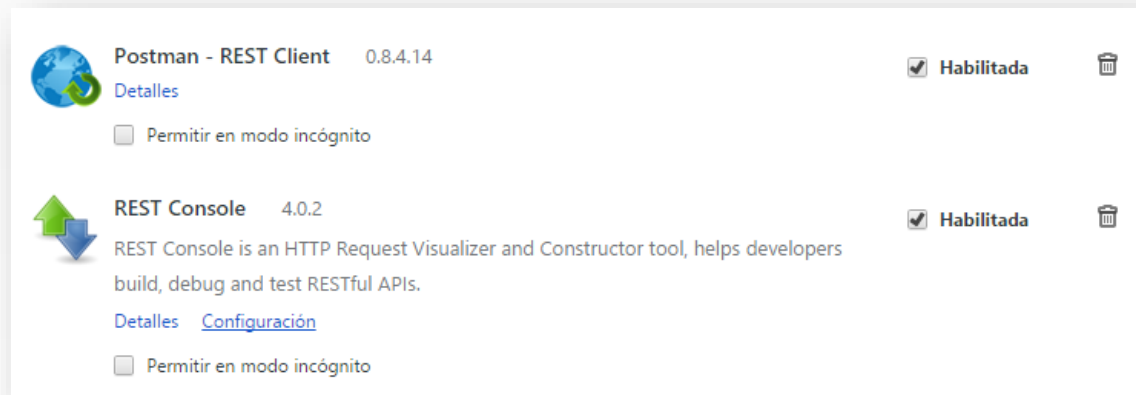 Postman - REST Client 0.8.4.14
Habilitada
Detalles
Permitir en modo incógnito
REST Console 4.0.2
Habilitada
REST Console is an HTTP Request Visualizer and Constructor tool, helps developers
build, debug and test RESTful APIs.
Detalles Configuración
Permitir en modo incógnito